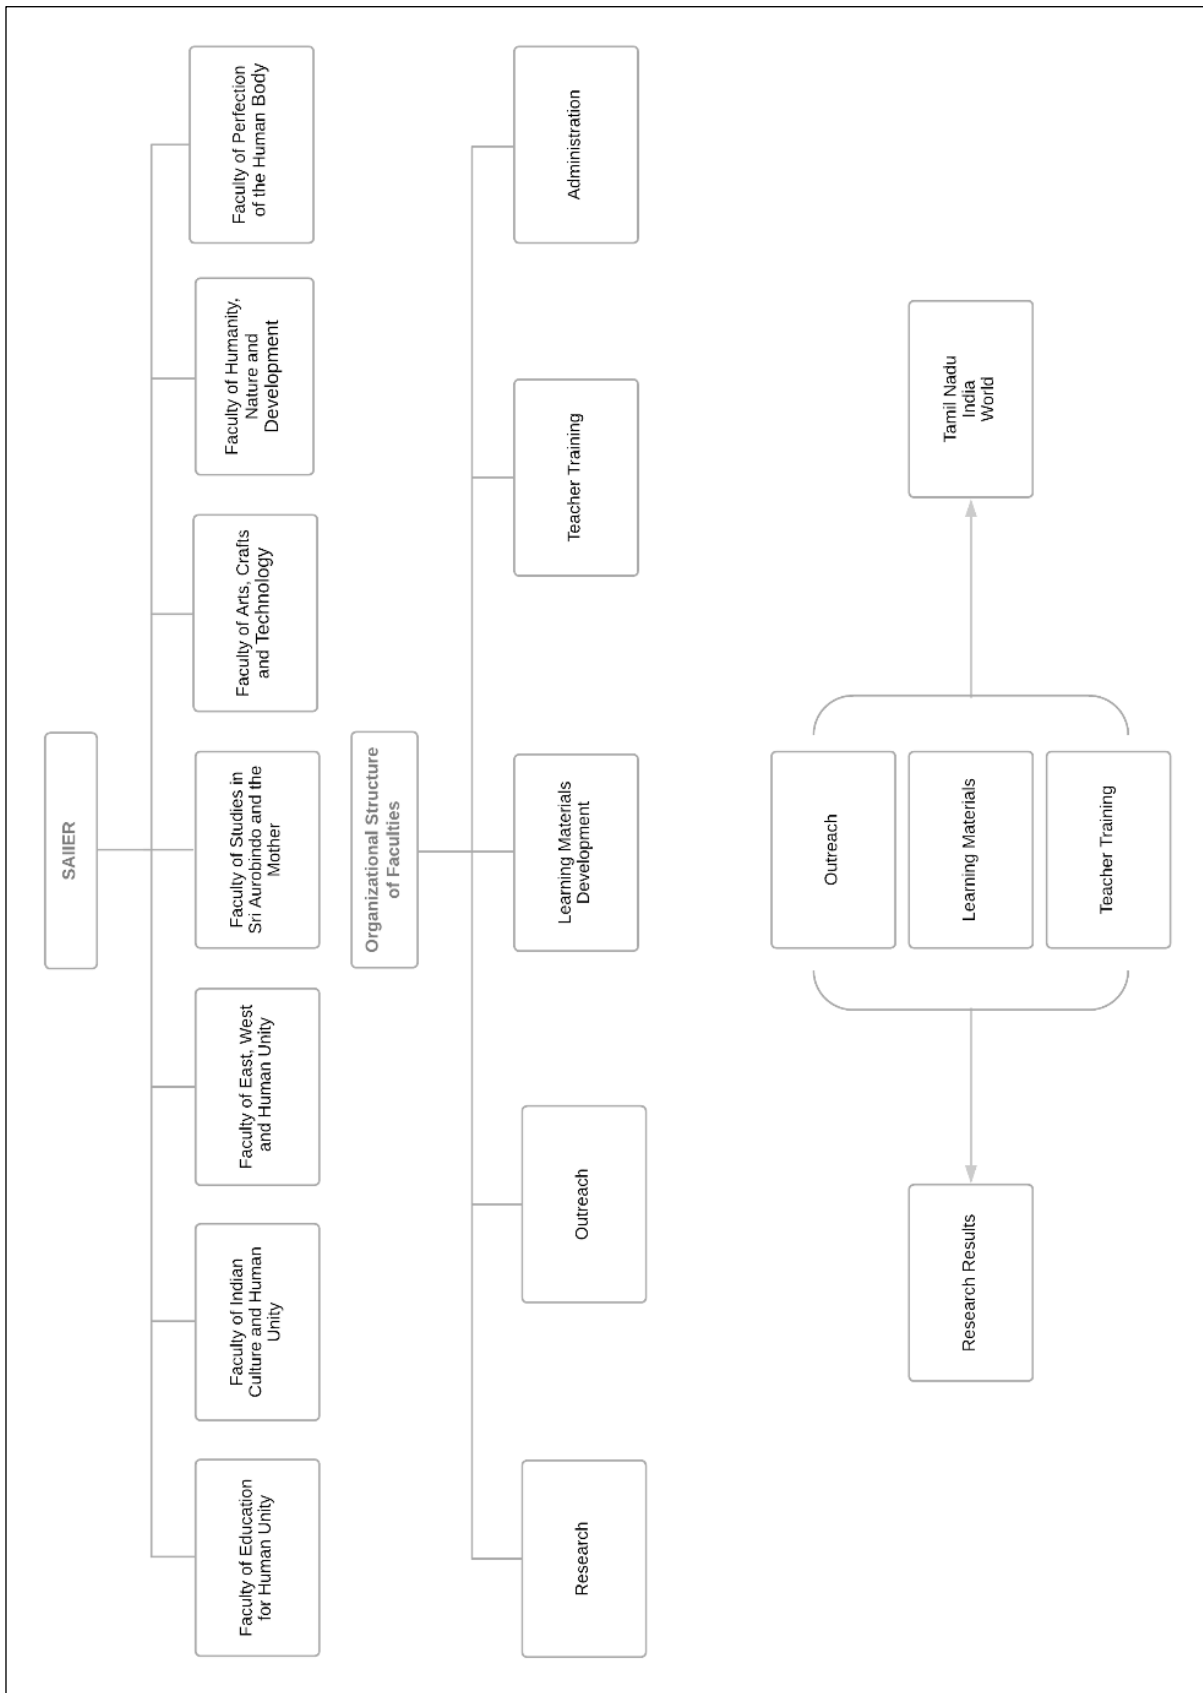 SAIIER
Faculty of Education
for Human Unity
Faculty of Indian
Culture and Human
Unity
Faculty of East, West
and Human Unity
Faculty of Studies in
Sri Aurobindo and the
Mother
Faculty of Arts, Crafts
and Technology
Faculty of Humanity,
Nature and
Development
Faculty of Perfection
of the Human Body
Organizational Structure
of Faculties
Research
Outreach
Learning Materials
Development
Teacher Training
Administration
Research Results
Outreach
Learning Materials
Teacher Training
Tamil Nadu
India
World